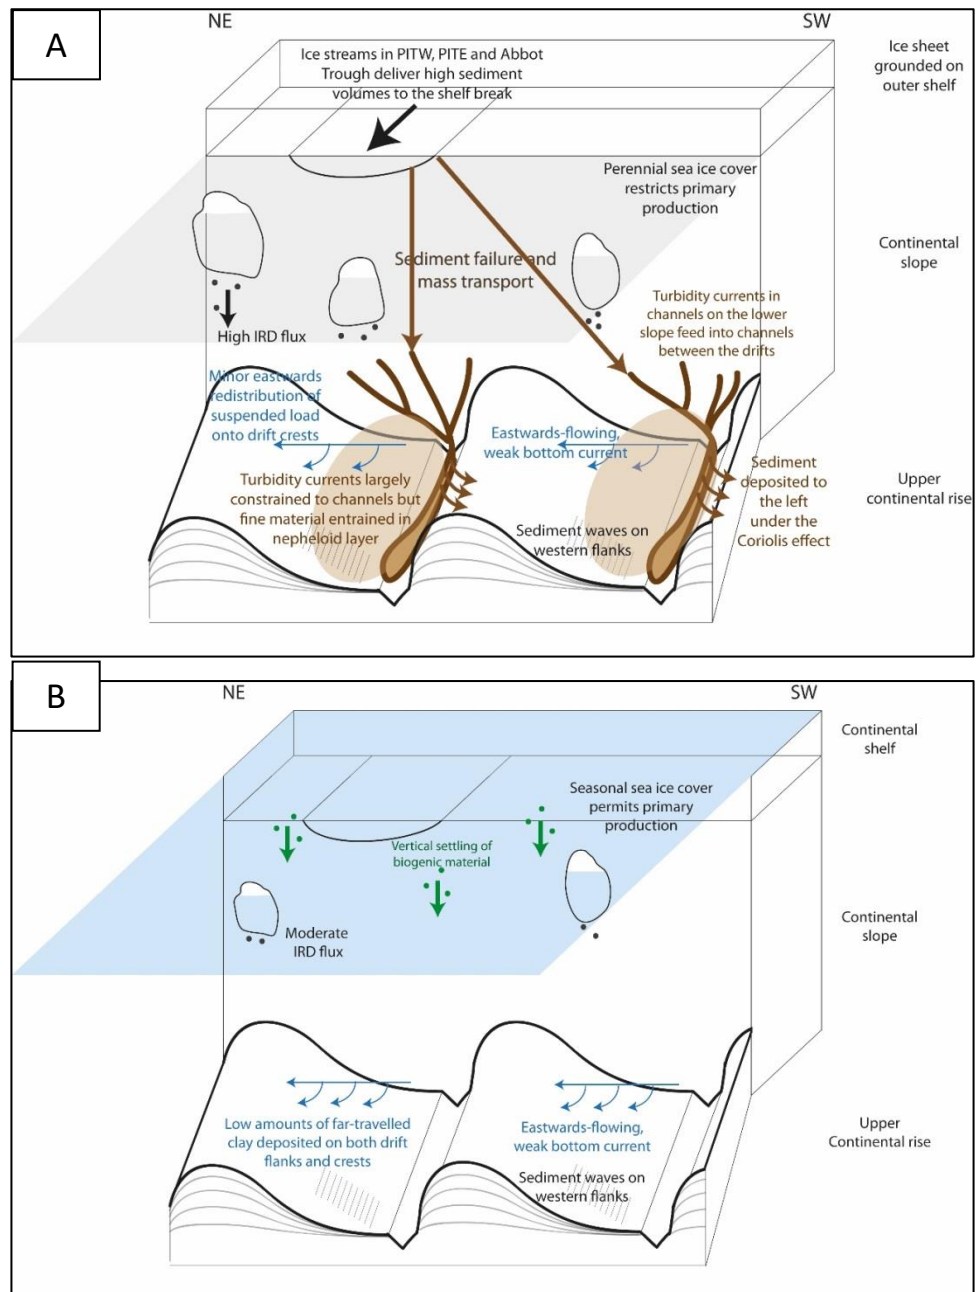 A
NE
SW
Ice streams in PITW, PITE and Abbot
Trough deliver high sediment
volumes to the shelf break
Ice sheet
grounded on
outer shelf
Perennial sea ice cover
restricts primary
production
Continental
slope
Sediment failure and
mass transport
High IRD flux
Turbidity currents in
channels on the lower
slope feed into channels
between the drifts
Minor eastwards
redistribution of
suspended load
onto drift crests
Eastwards-flowing,
weak bottom current
Turbidity currents largely
constrained to channels but
fine material entrained in
nepheloid layer
Sediment
deposited to
the left
under the
Coriolis effect
Upper
continental rise
Sediment waves on
western flanks
B
NE
SW
Continental
shelf
Seasonal sea ice cover
permits primary
production
Vertical settling of
biogenic material
Moderate
IRD flux
Continental
slope
Low amounts of far-travelled
clay deposited on both drift
flanks and crests
Eastwards-flowing,
weak bottom current
Upper
Continental rise
Sediment waves on
western flanks